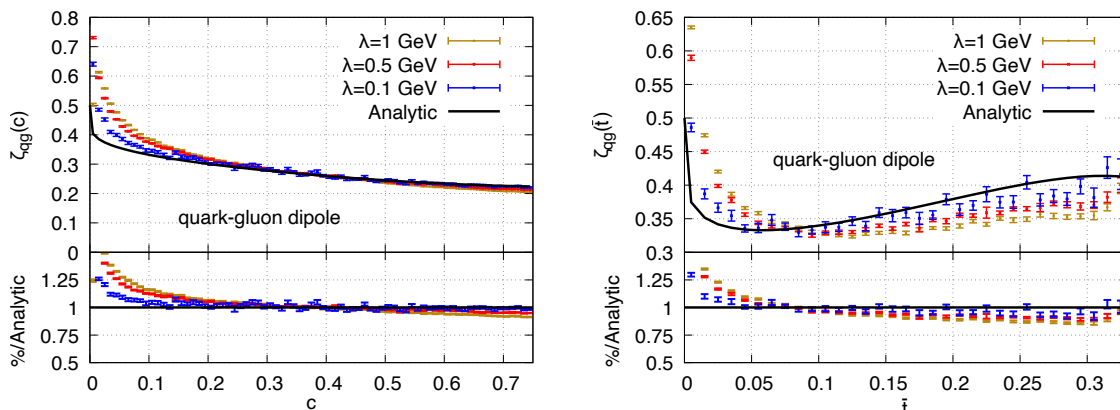 ζqg(c)
0.8
0.7
0.6
0.5
0.4
0.3
0.2
0.1
0
λ=1 GeV
λ=0.5 GeV
λ=0.1 GeV
Analytic
quark-gluon dipole
%/Analytic
1.25
1
0.75
0.5
0 0.1 0.2 0.3 0.4 0.5 0.6 0.7
c
ζqg(t̄)
0.65
0.6
0.55
0.5
0.45
0.4
0.35
0.3
λ=1 GeV
λ=0.5 GeV
λ=0.1 GeV
Analytic
quark-gluon dipole
%/Analytic
1.25
1
0.75
0.5
0 0.05 0.1 0.15 0.2 0.25 0.3
t̄